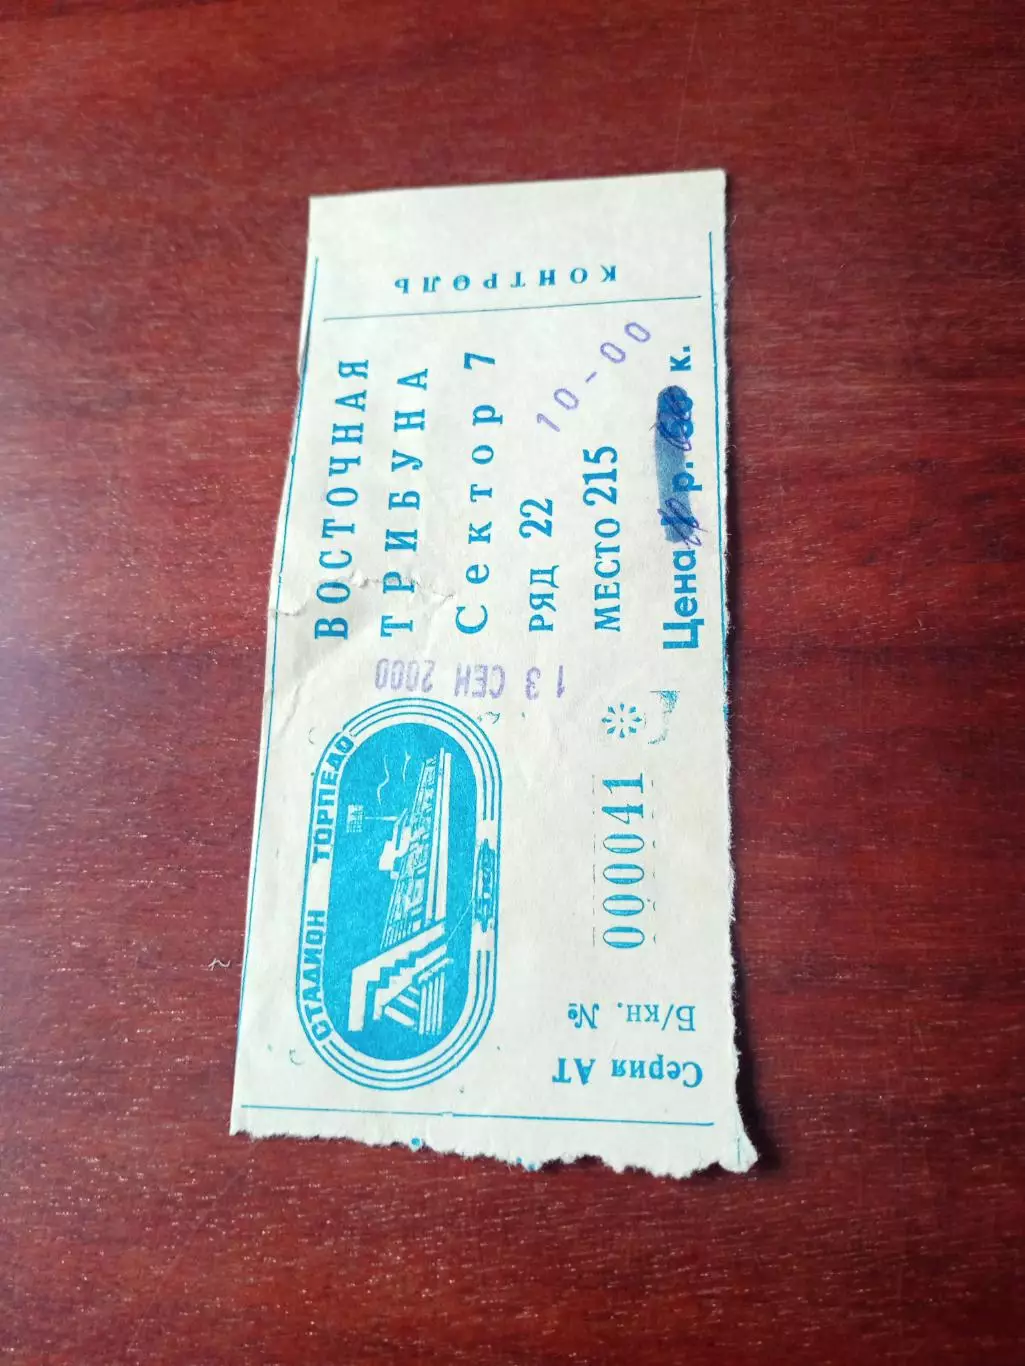 КОНТРОЛЬ
ВОСТОЧНАЯ
ТРИБУНА
Сектор 7
РЯД 22
10-00
МЕСТО 215
Цена р. к.
13 СЕН 2000
СТАДИОН ТОРПЕДО
000041
Б/кн. №
Серия АТ